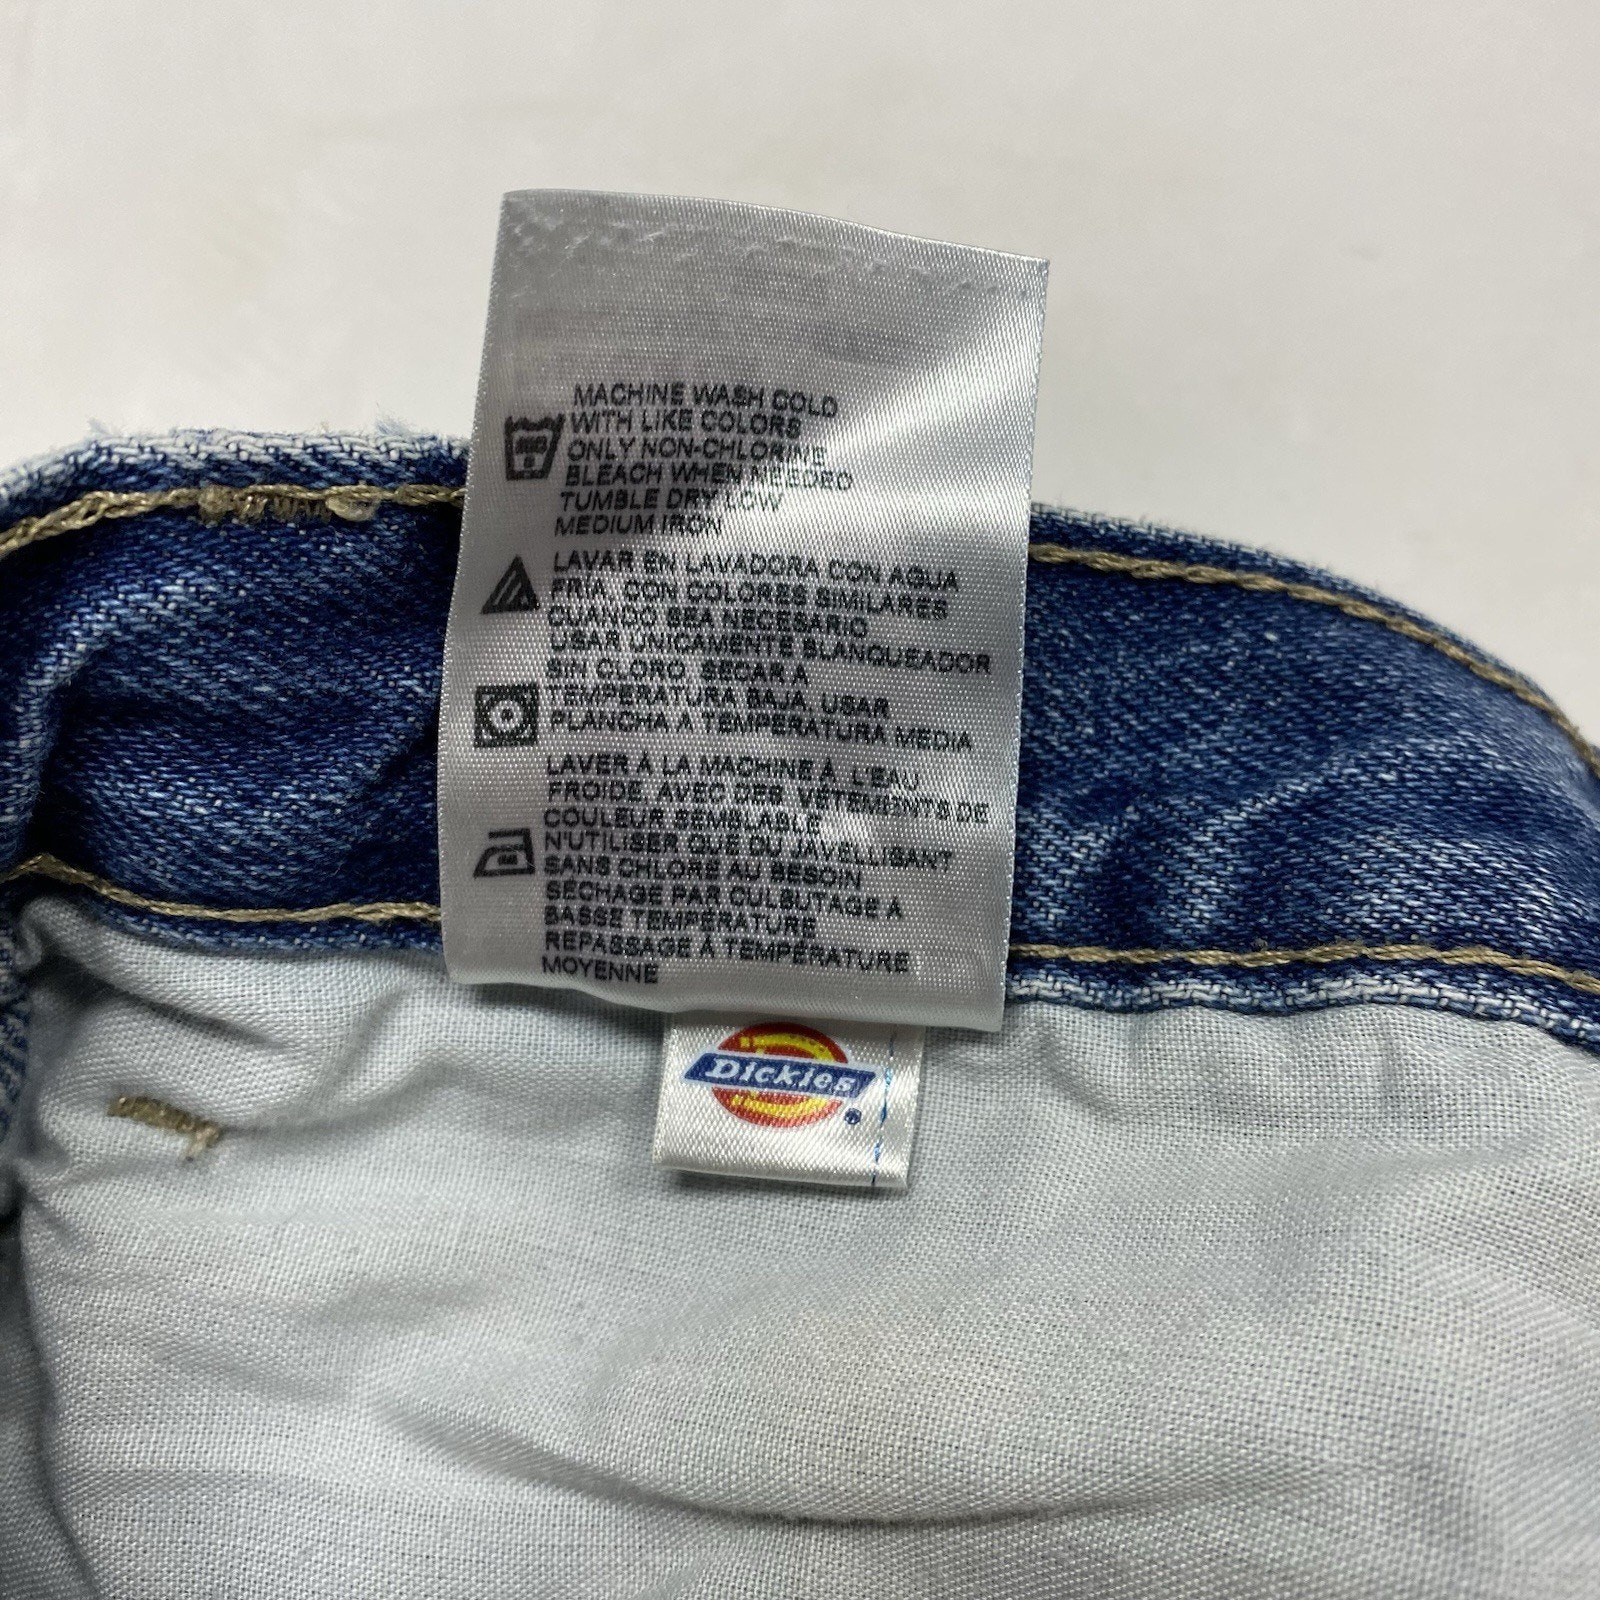 MACHINE WASH COLD
WITH LIKE COLORS
ONLY NON-CHLORINE
BLEACH WHEN NEEDED
TUMBLE DRY LOW
MEDIUM IRON
LAVAR EN LAVADORA CON AGUA
FRIA, CON COLORES SIMILARES
CUANDO SEA NECESARIO
USAR UNICAMENTE BLANQUEADOR
SIN CLORO, SECAR A
TEMPERATURA BAJA, USAR
PLANCHA A TEMPERATURA MEDIA
LAVER À LA MACHINE À L'EAU
FROIDE, AVEC DES VÊTEMENTS DE
COULEUR SEMBLABLE
N'UTILISER QUE DU JAVELLISANT
SANS CHLORE AU BESOIN
SÉCHAGE PAR CULBUTAGE A
BASSE TEMPÉRATURE
REPASSAGE À TEMPÉRATURE
MOYENNE
Dickies